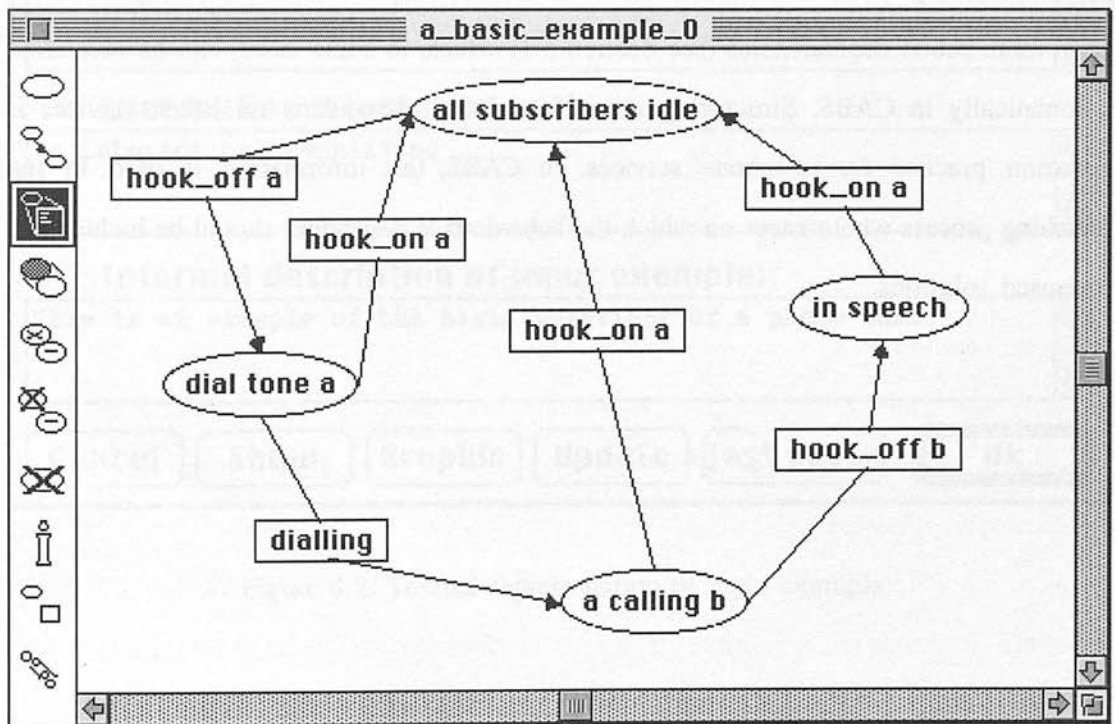 a_basic_example_0
all subscribers idle
hook_off a
hook_on a
hook_on a
in speech
hook_on a
dial tone a
hook_off b
dialling
a calling b